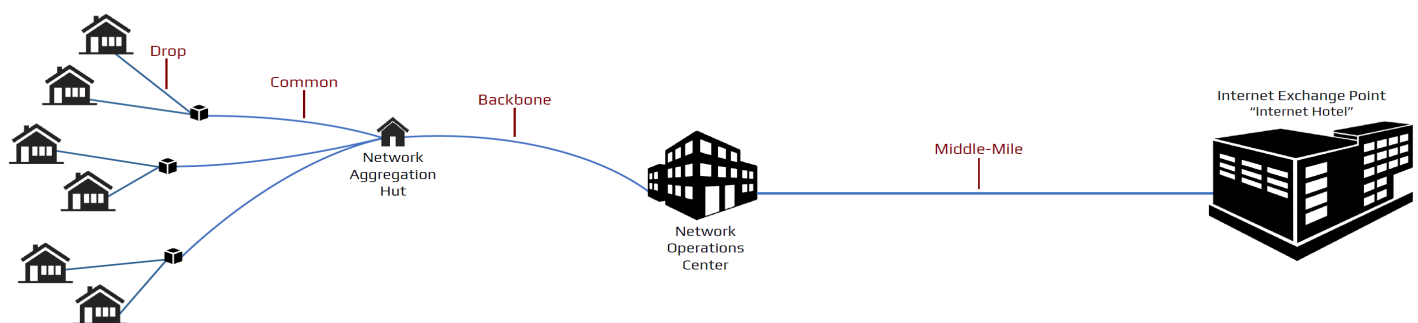 Drop
Common
Backbone
Network
Aggregation
Hut
Network
Operations
Center
Middle-Mile
Internet Exchange Point
“Internet Hotel”